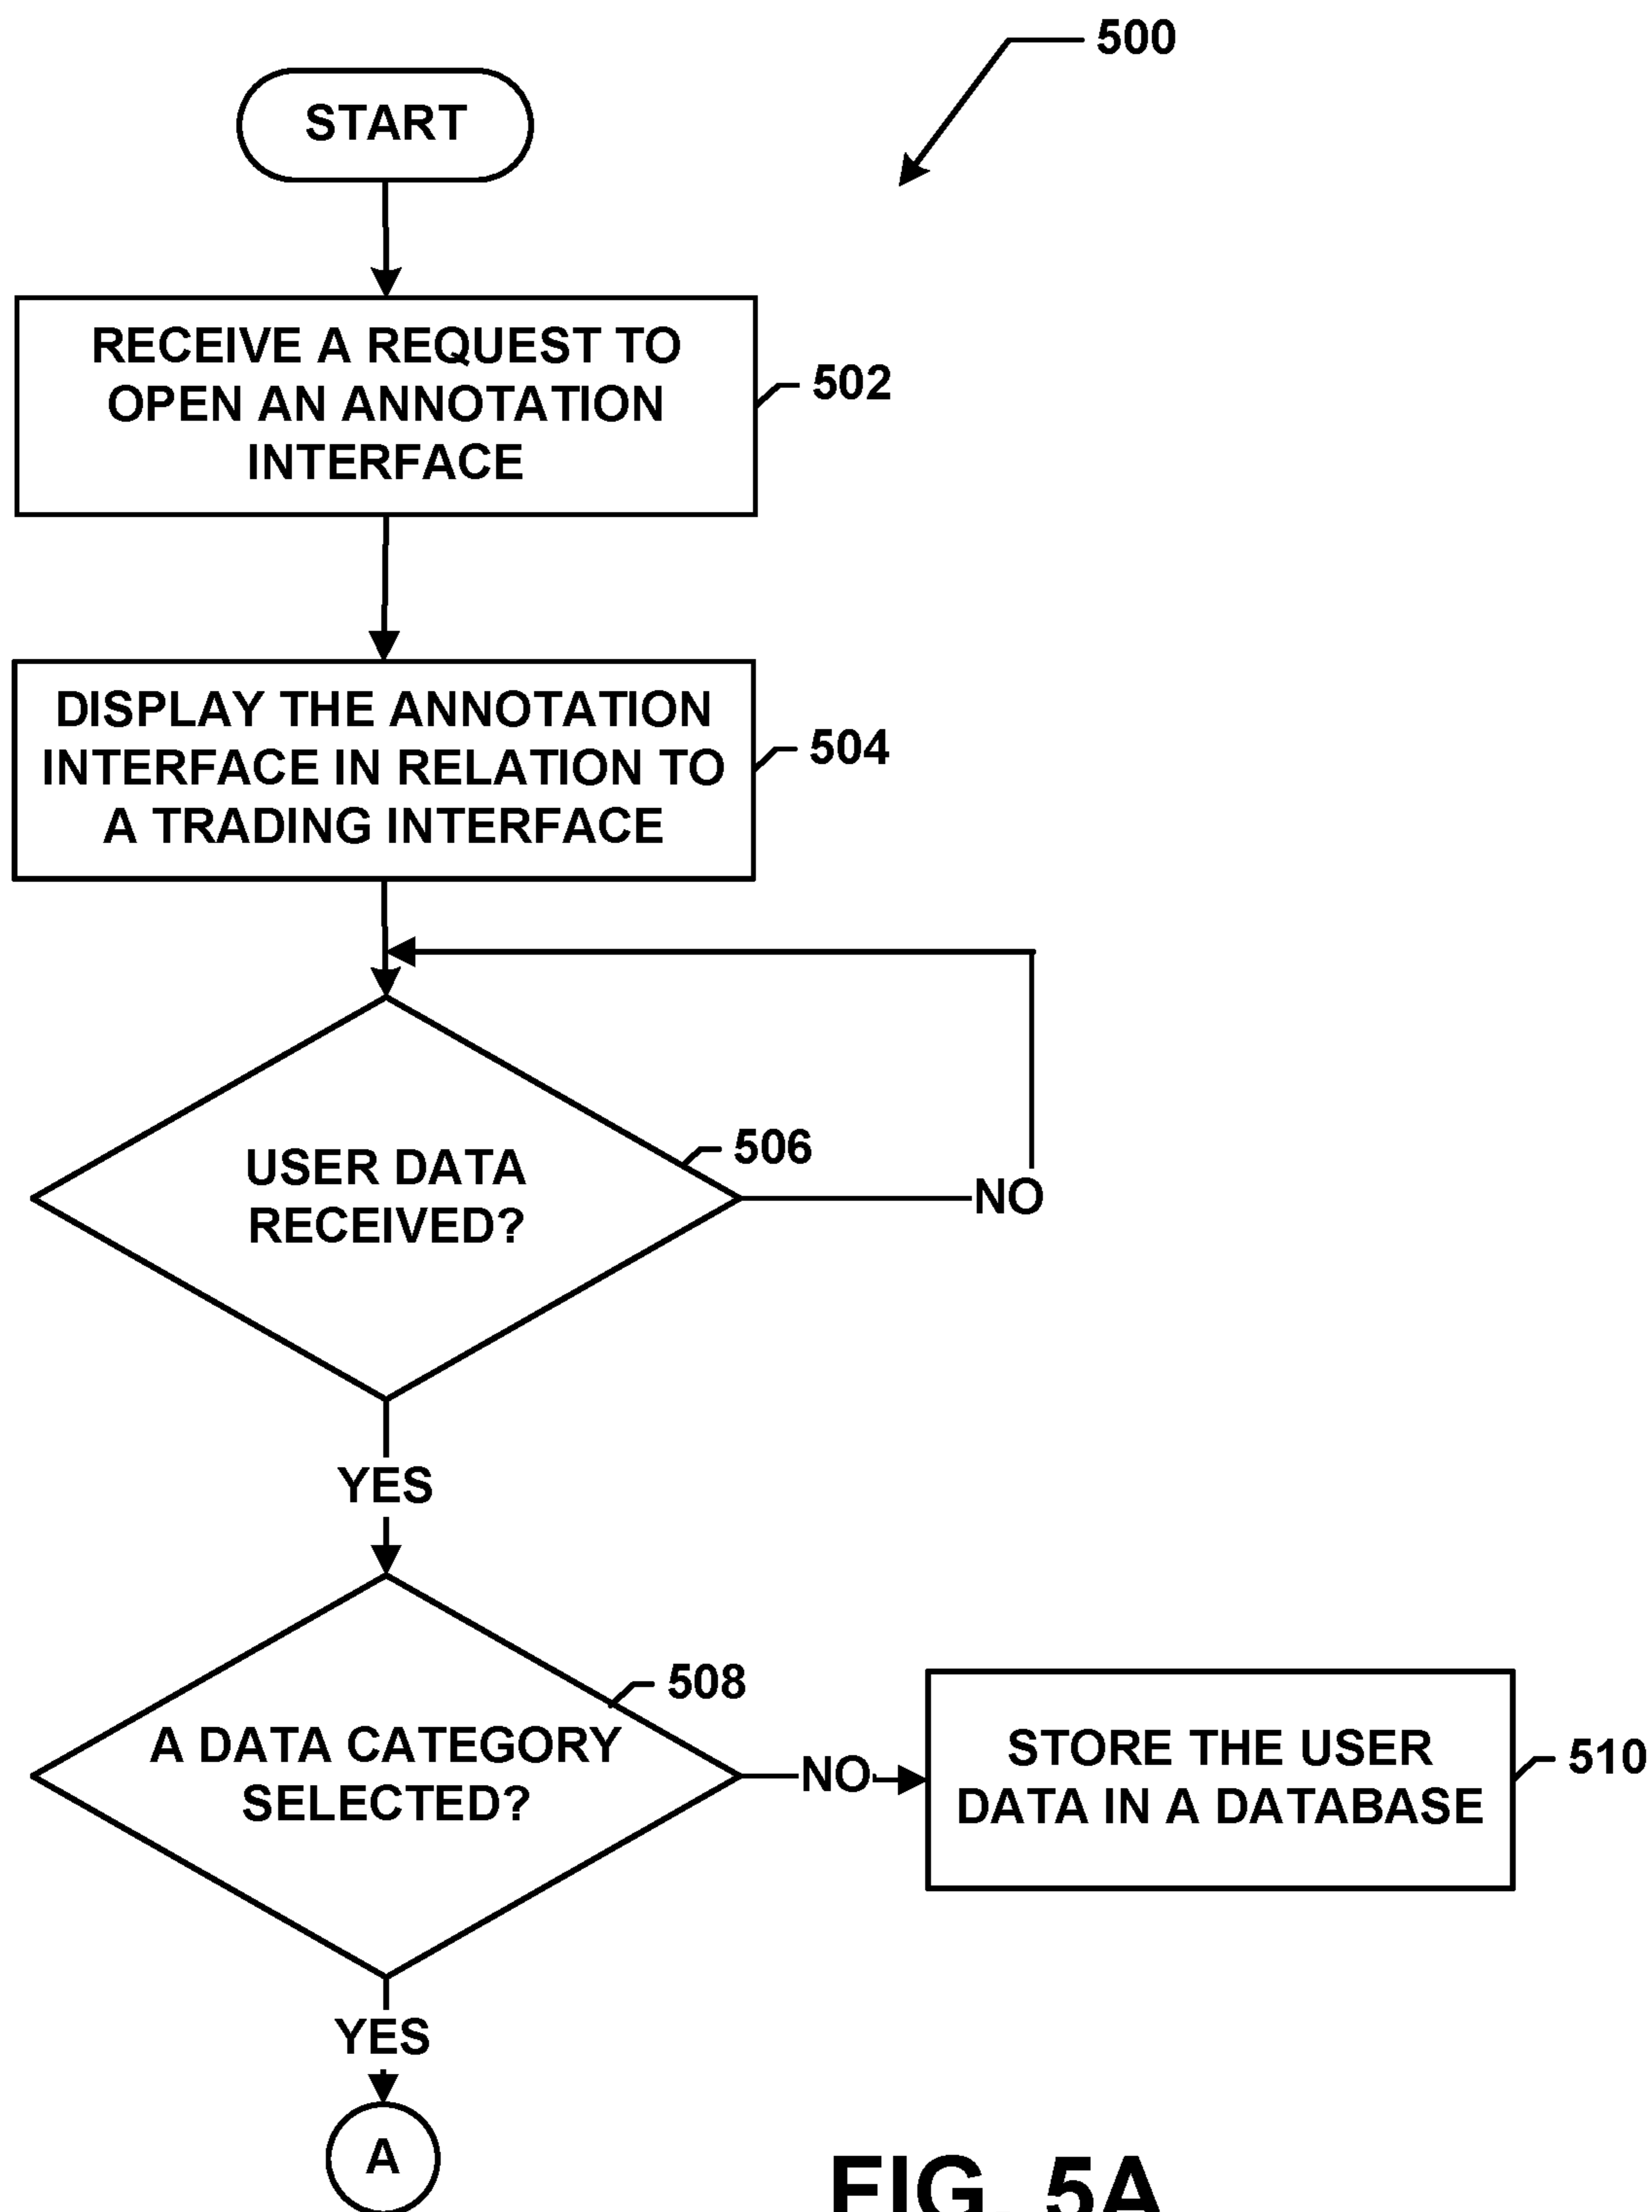 500
START
RECEIVE A REQUEST TO
OPEN AN ANNOTATION
INTERFACE
502
DISPLAY THE ANNOTATION
INTERFACE IN RELATION TO
A TRADING INTERFACE
504
506
USER DATA
RECEIVED?
NO
YES
508
A DATA CATEGORY
SELECTED?
NO
STORE THE USER
DATA IN A DATABASE
510
YES
A
FIG. 5A